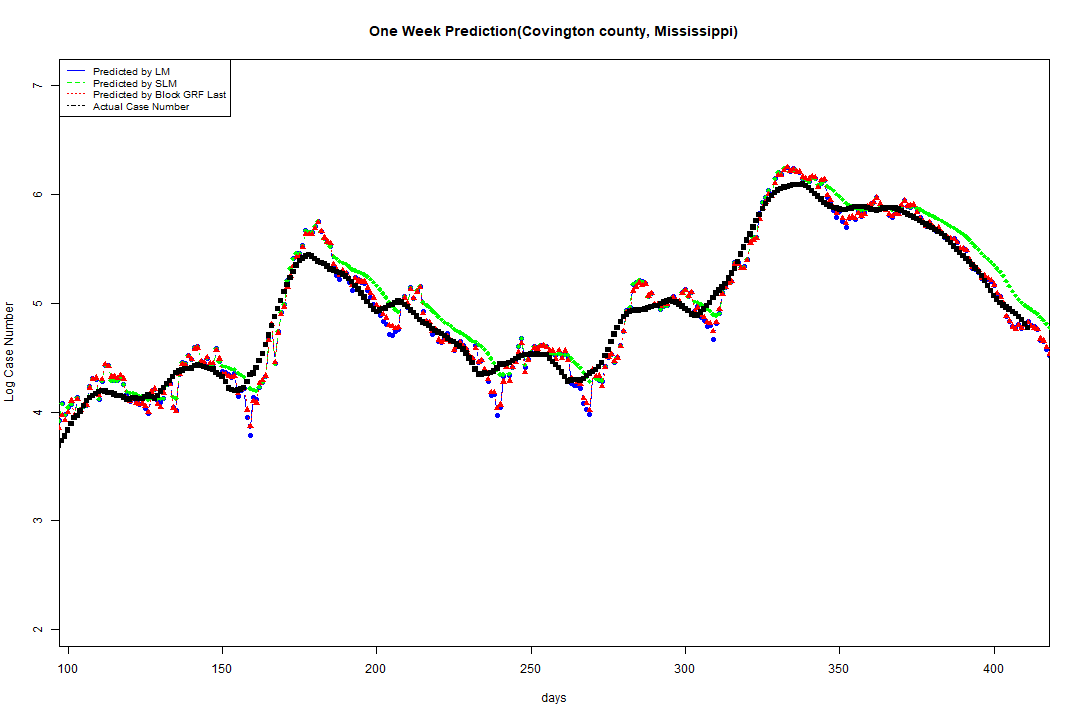 One Week Prediction(Covington county, Mississippi)
Predicted by LM
Predicted by SLM
Predicted by Block GRF Last
Actual Case Number
Log Case Number
7
6
5
4
3
2
100 150 200 250 300 350 400
days